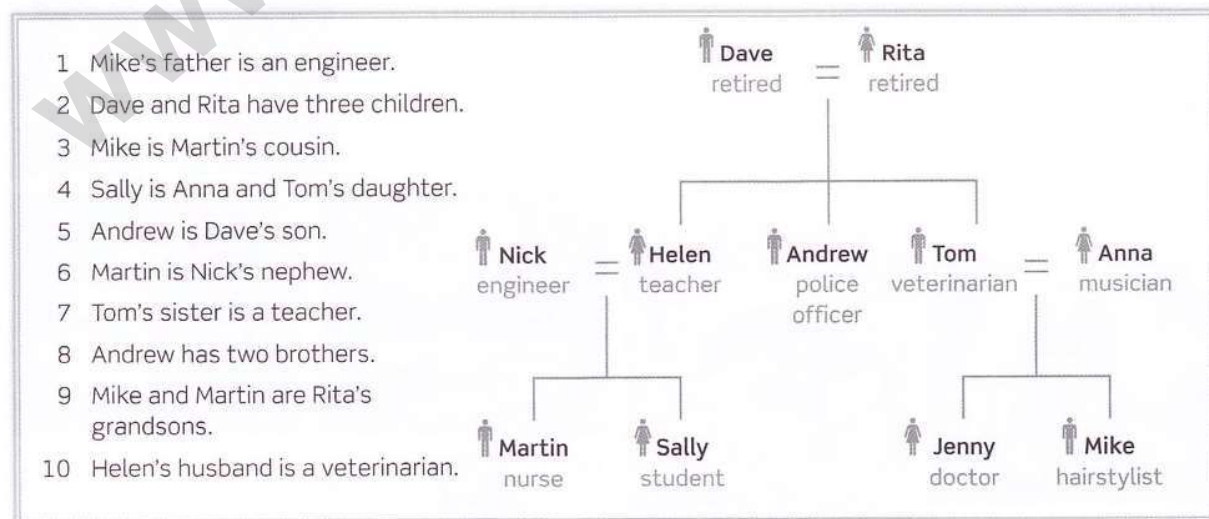 1 Mike's father is an engineer.
2 Dave and Rita have three children.
3 Mike is Martin's cousin.
4 Sally is Anna and Tom's daughter.
5 Andrew is Dave's son.
6 Martin is Nick's nephew.
7 Tom's sister is a teacher.
8 Andrew has two brothers.
9 Mike and Martin are Rita's
grandsons.
10 Helen's husband is a veterinarian.
Dave = Rita
retired retired
Nick = Helen Andrew Tom = Anna
engineer teacher police veterinarian musician
officer
Martin Sally Jenny Mike
nurse student doctor hairstylist
www.